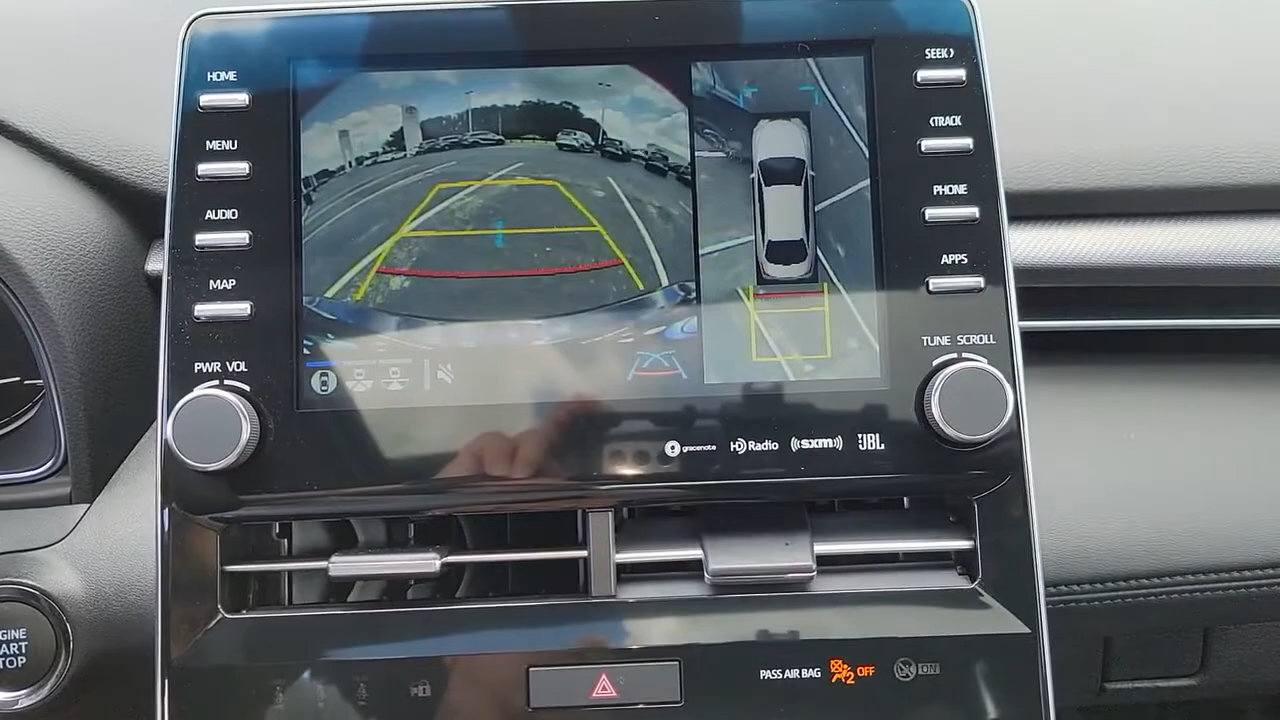 HOME
MENU
AUDIO
MAP
PWR VOL
SEEK ›
‹ TRACK
PHONE
APPS
TUNE SCROLL
gracenote HD Radio ((sxm)) JBL
GINE
ART
TOP
PASS AIR BAG 2 OFF ON